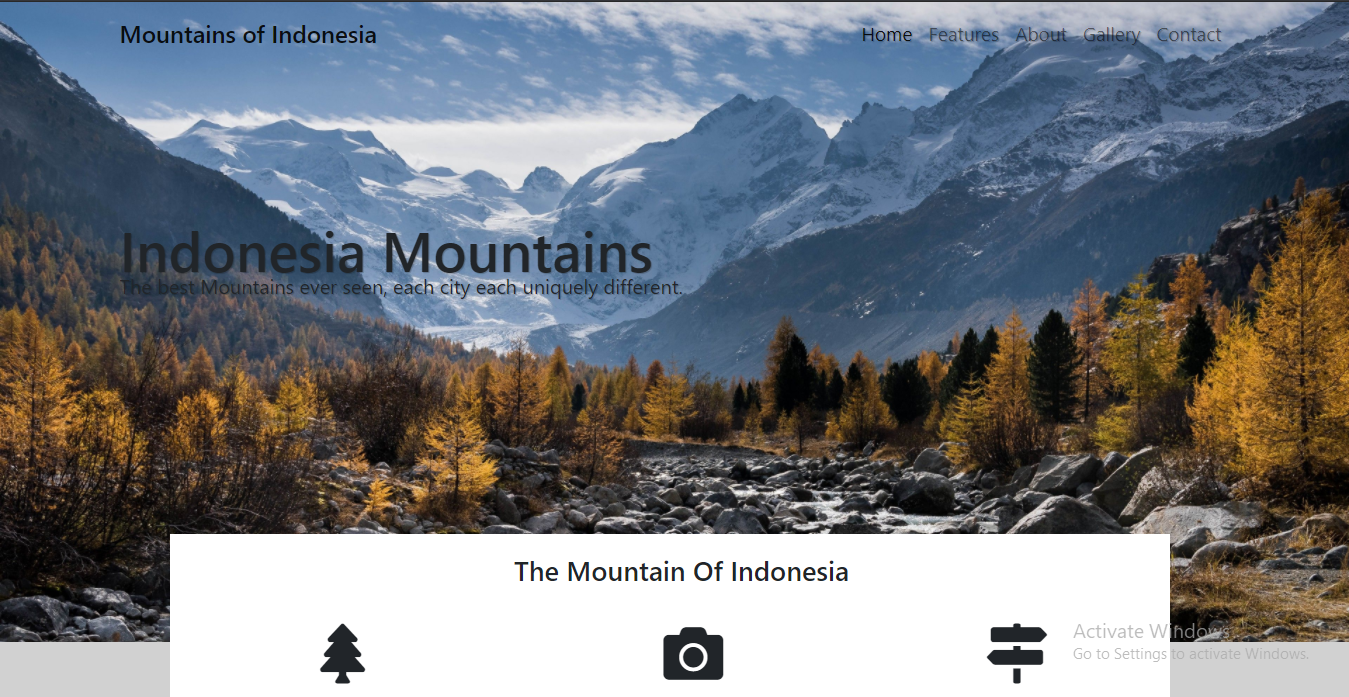 Mountains of Indonesia
Home Features About Gallery Contact
Indonesia Mountains
The best Mountains ever seen, each city each uniquely different.
The Mountain Of Indonesia
Activate Windows
Go to Settings to activate Windows.